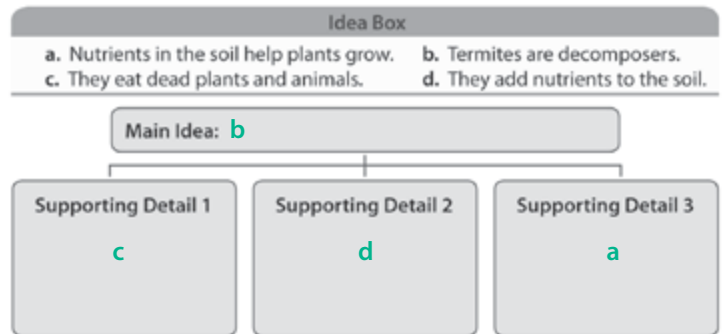 Idea Box
a. Nutrients in the soil help plants grow. b. Termites are decomposers.
c. They eat dead plants and animals. d. They add nutrients to the soil.
Main Idea: b
Supporting Detail 1 Supporting Detail 2 Supporting Detail 3
c d a